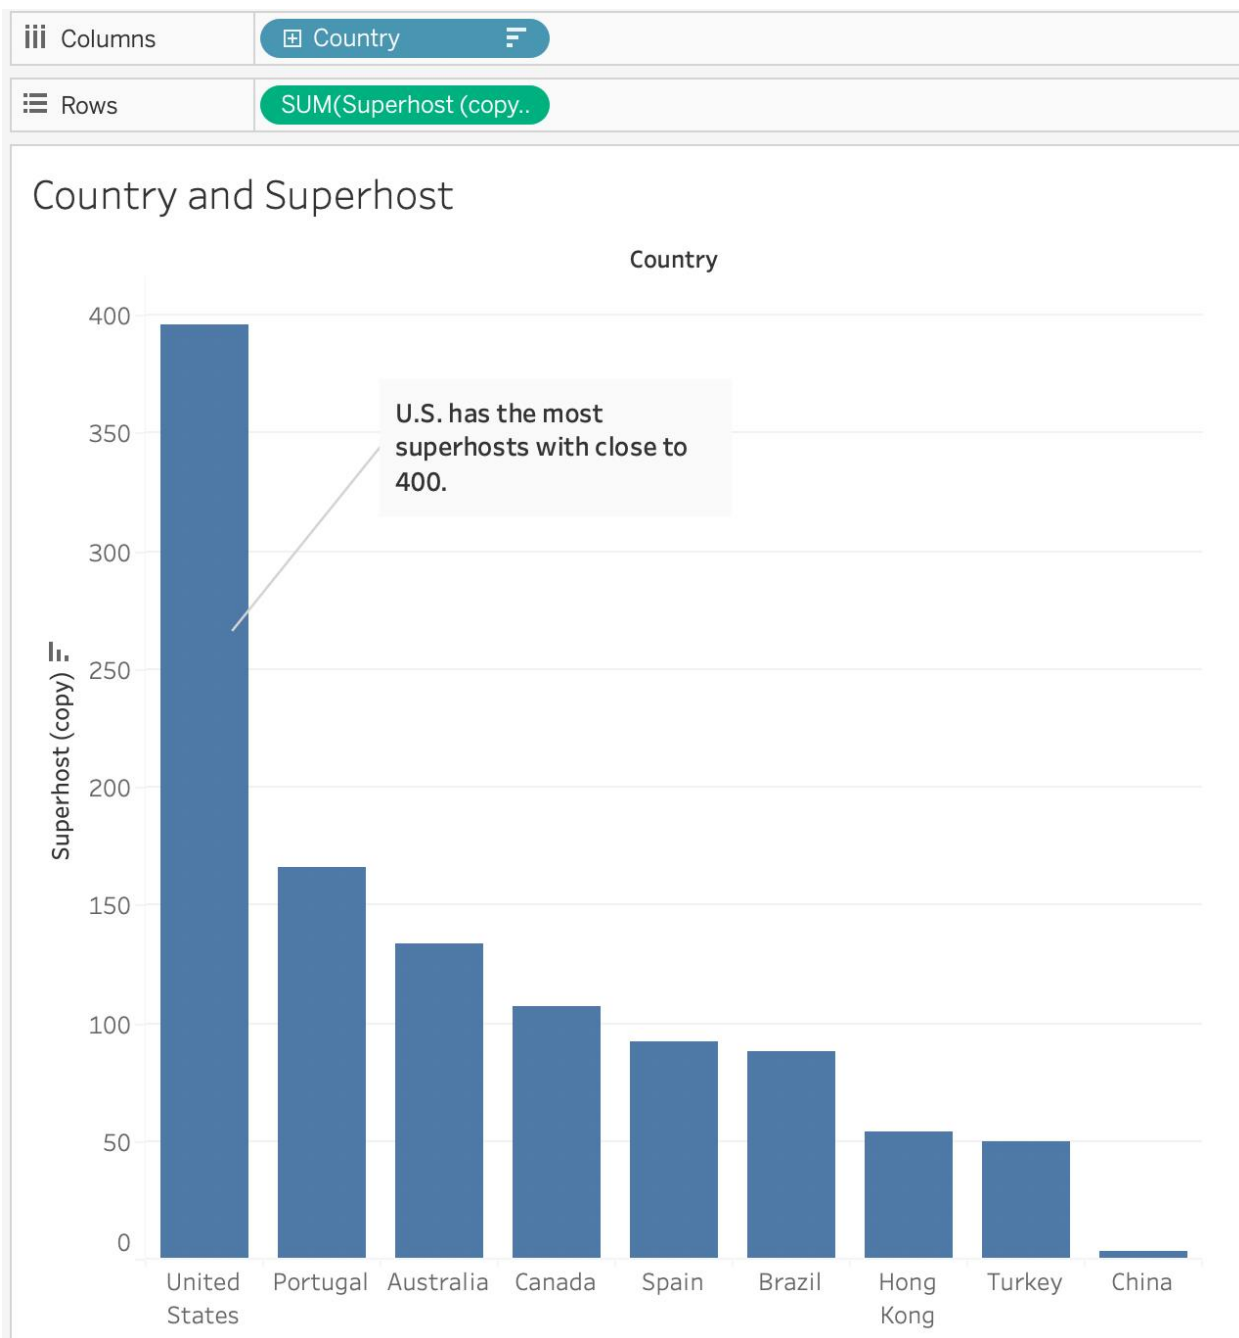 Columns
Country
Rows
SUM(Superhost (copy..
Country and Superhost
Country
400
350
300
250
200
150
100
50
0
Superhost (copy)
U.S. has the most
superhosts with close to
400.
United States
Portugal
Australia
Canada
Spain
Brazil
Hong Kong
Turkey
China